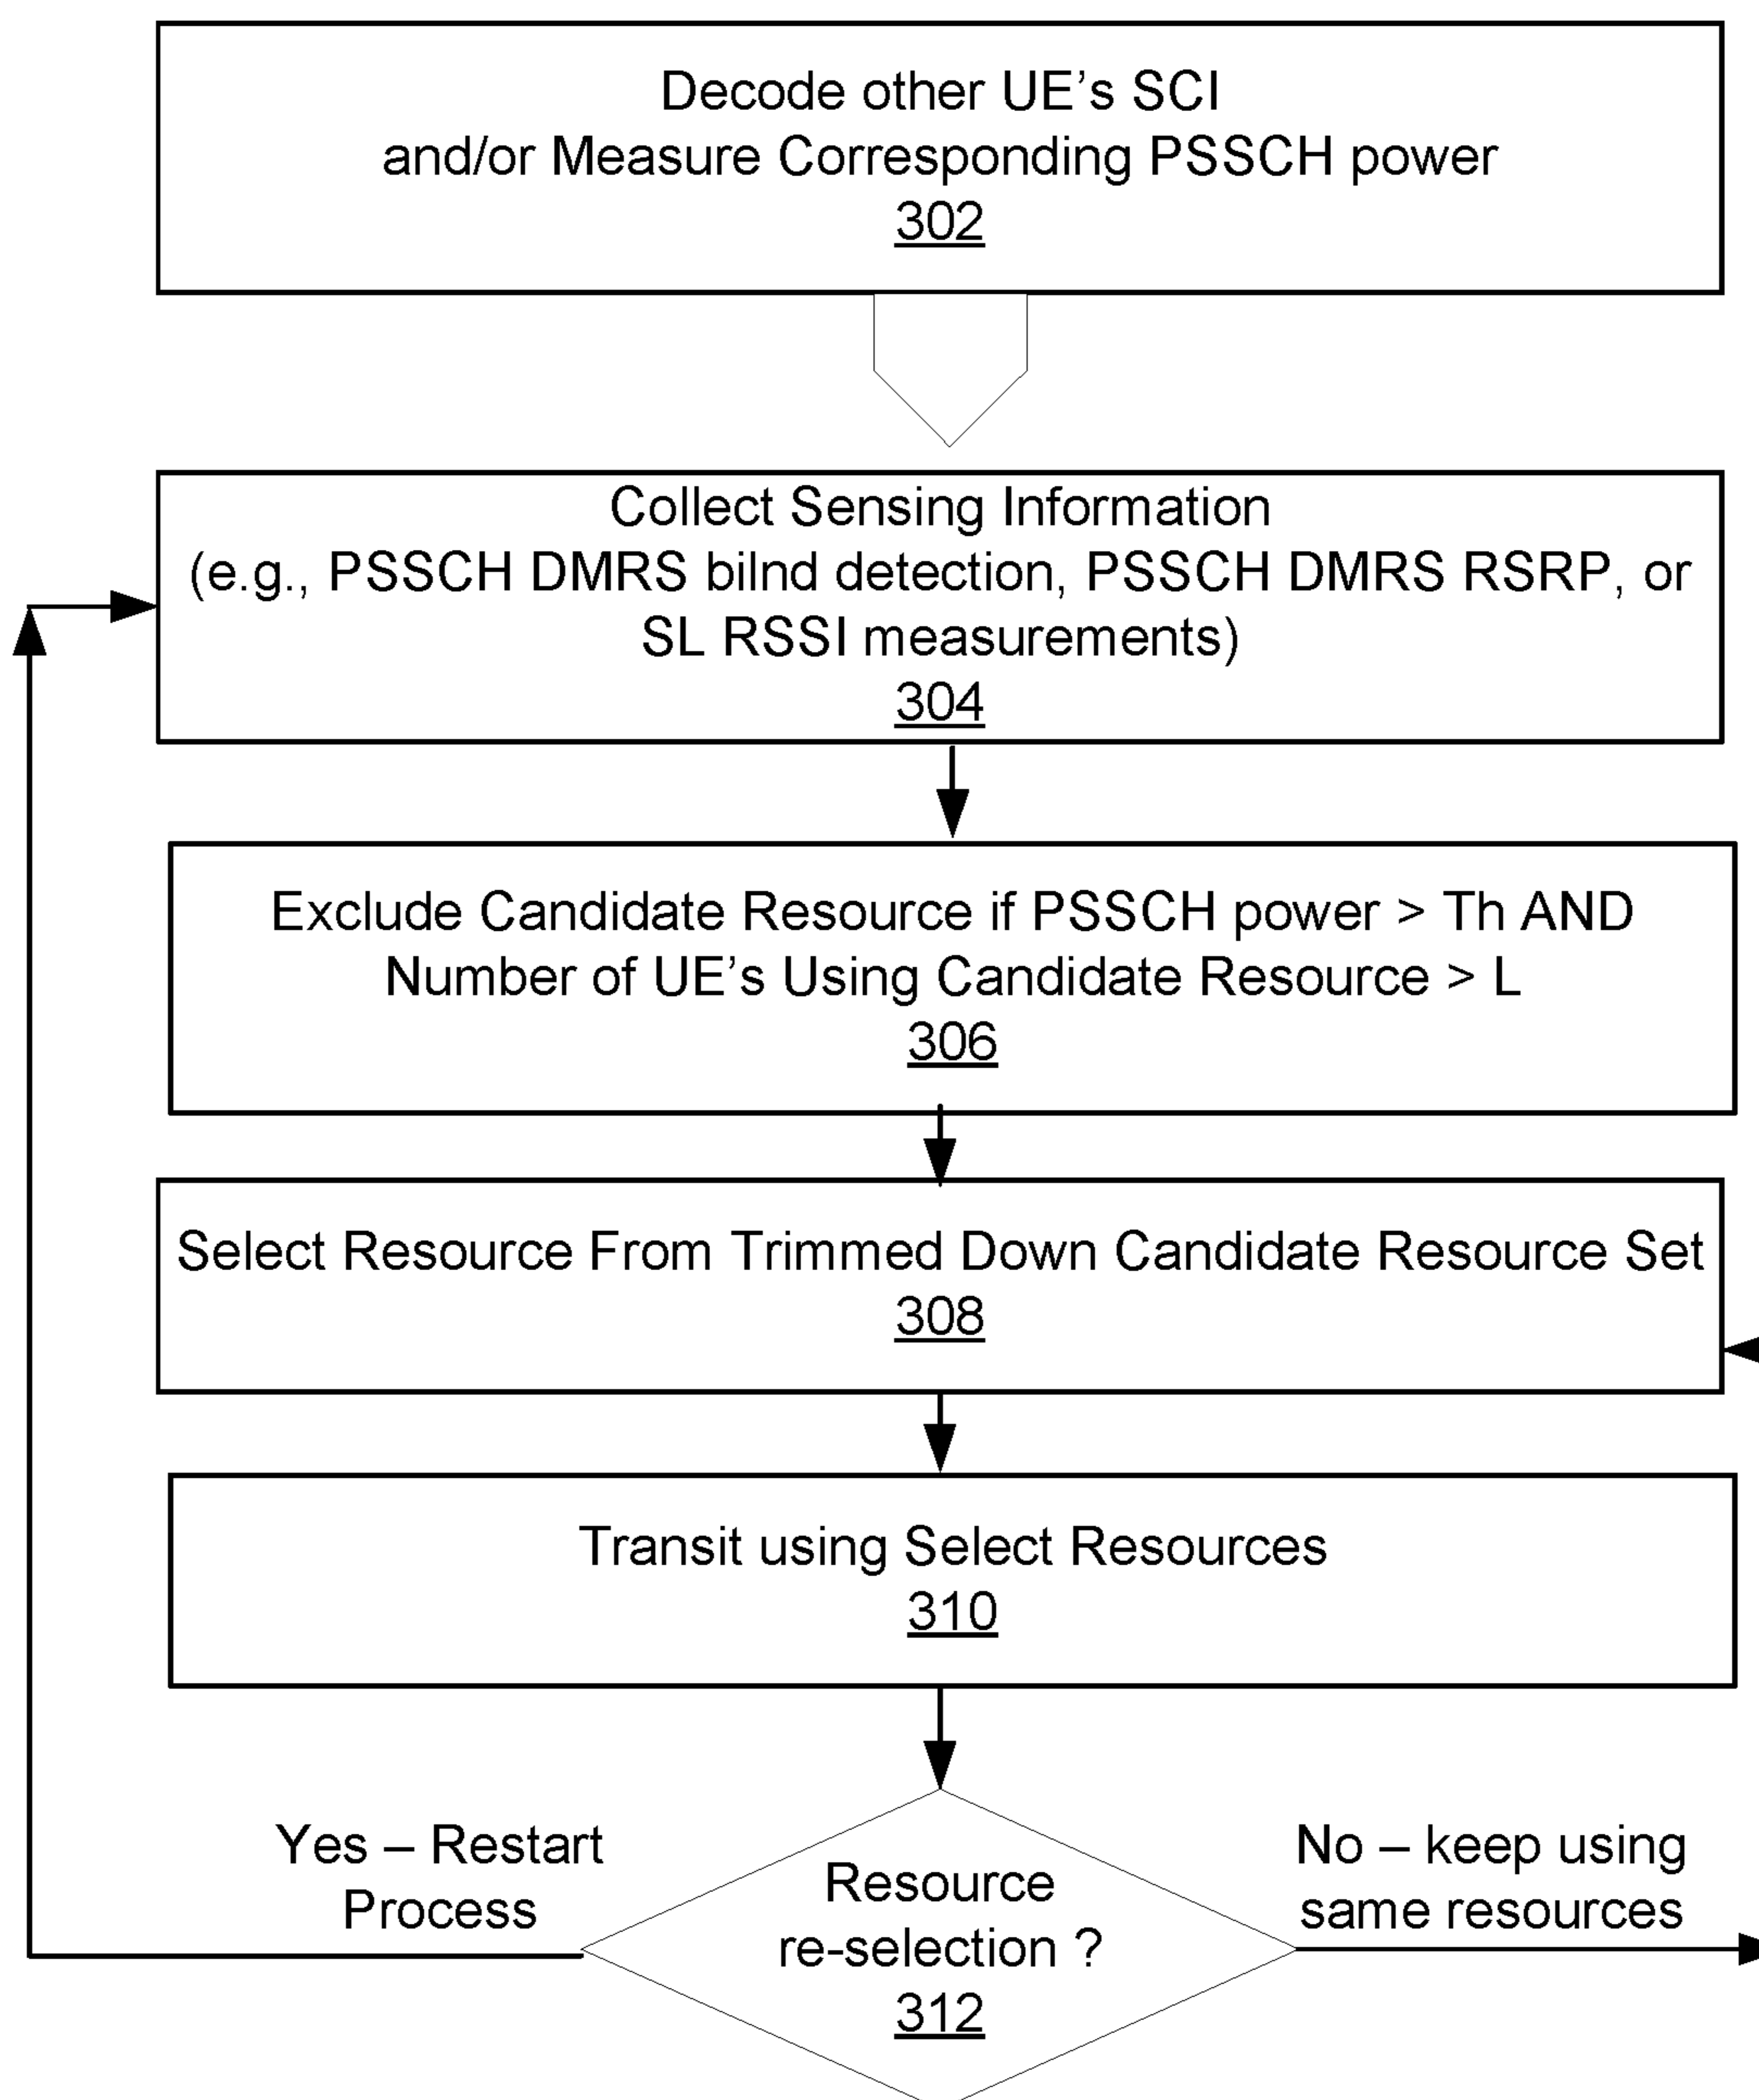 Decode other UE’s SCI
and/or Measure Corresponding PSSCH power
302
Collect Sensing Information
(e.g., PSSCH DMRS bilnd detection, PSSCH DMRS RSRP, or
SL RSSI measurements)
304
Exclude Candidate Resource if PSSCH power > Th AND
Number of UE’s Using Candidate Resource > L
306
Select Resource From Trimmed Down Candidate Resource Set
308
Transit using Select Resources
310
Yes – Restart
Process
Resource
re-selection ?
312
No – keep using
same resources